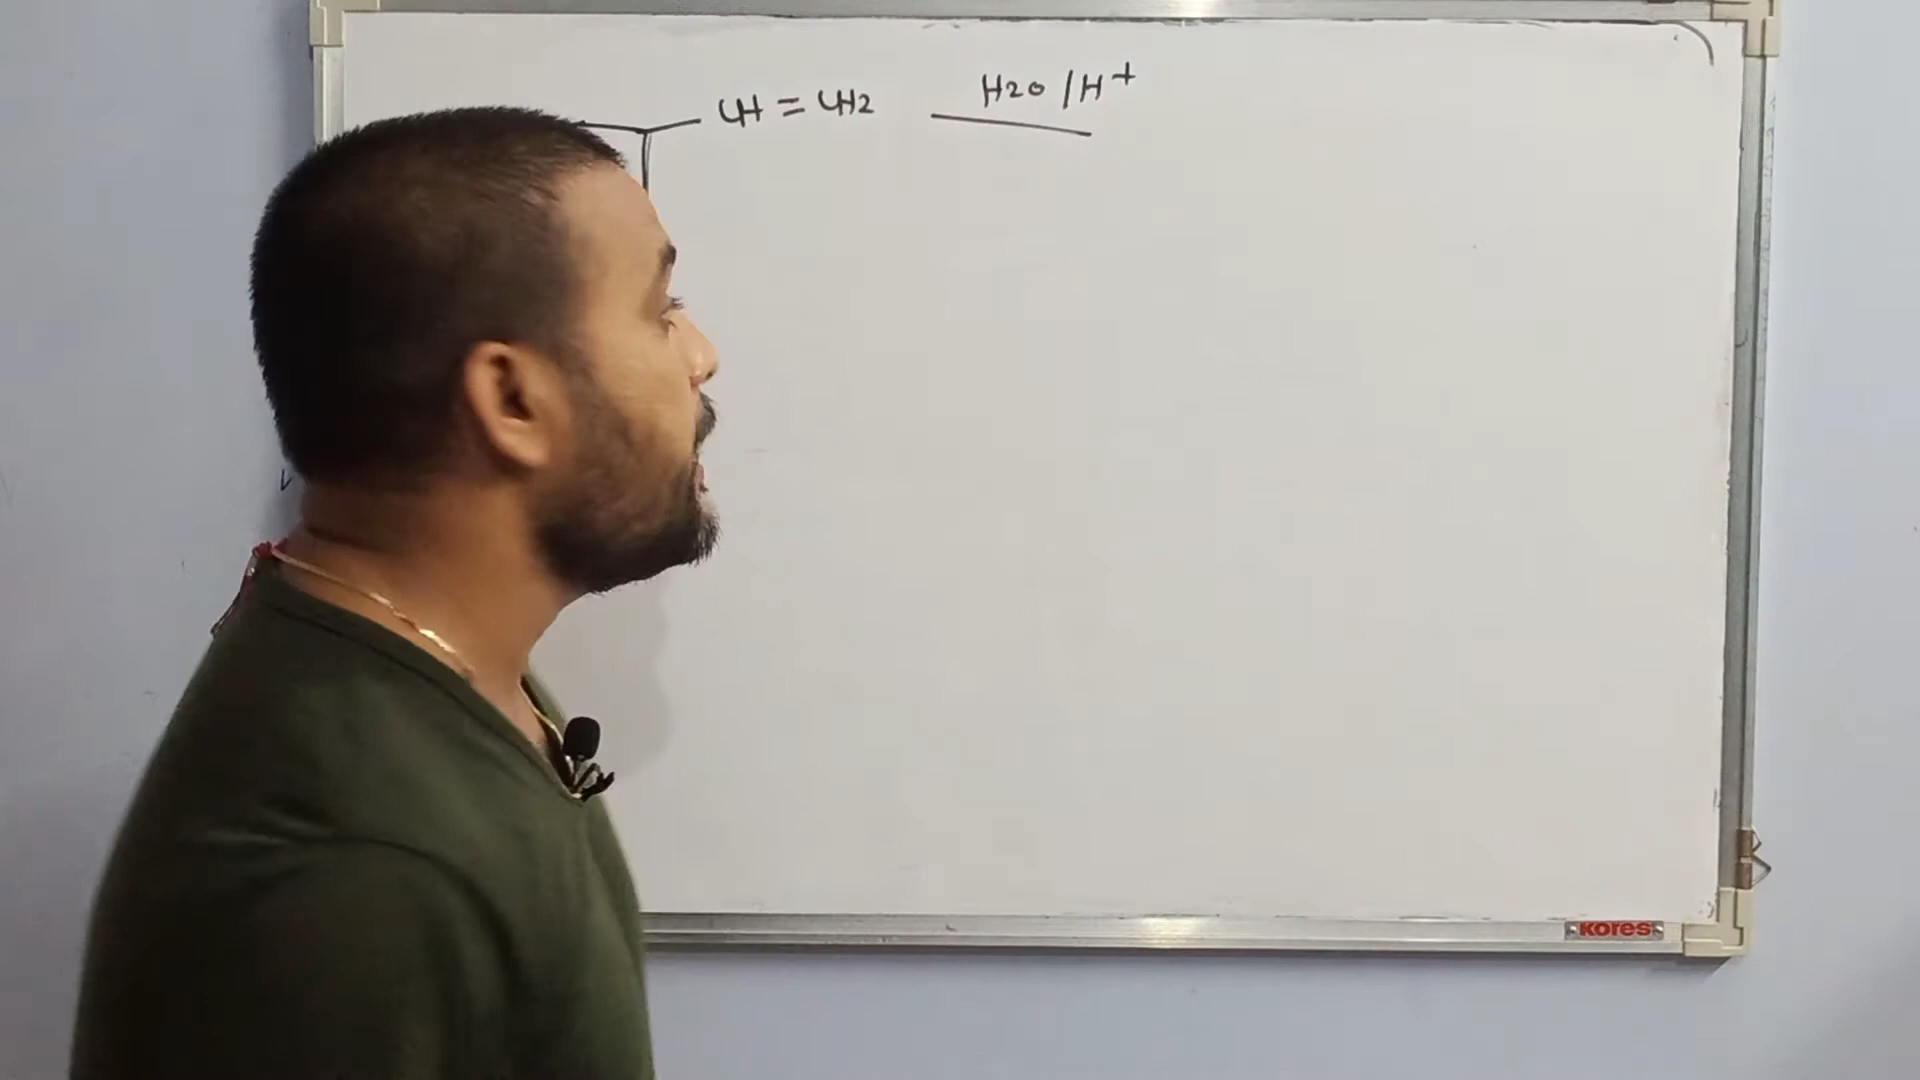 CH = CH2 H2O / H+
KORES